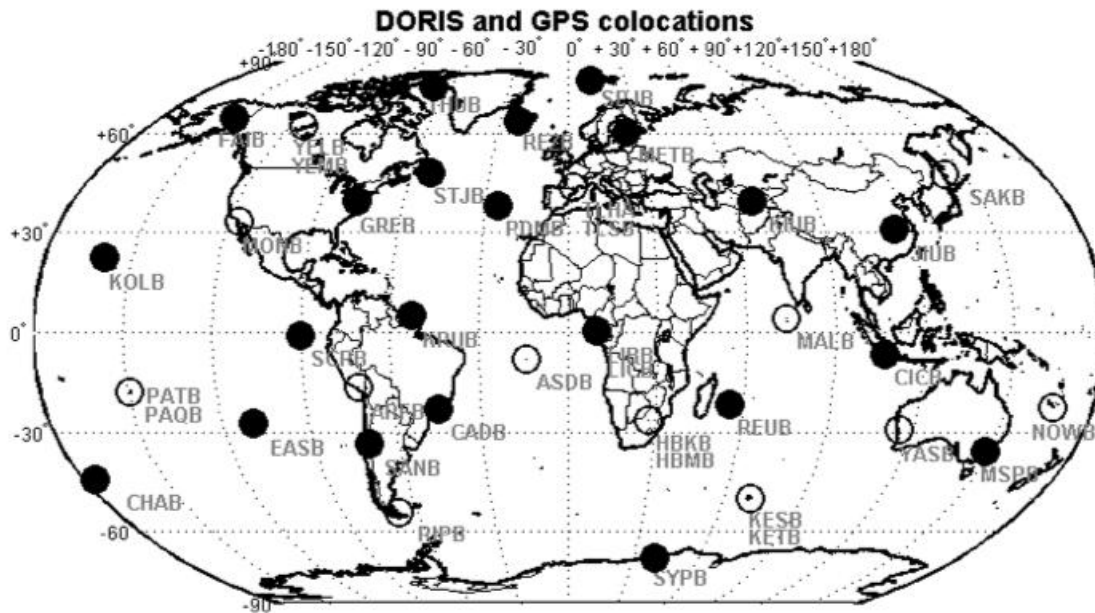 DORIS and GPS colocations
-180° -150° -120° -90° -60° -30° 0° +30° +60° +90° +120° +150° +180°
+90°
THUB
SPJB
FAIB
YELB
+60°
REZB
METB
YEMB
SAKB
STJB
GREB
PDMB
TLSB
KIUB
JIUB
+30°
MONB
KOLB
KRUB
MALB
0°
SCRB
LIBB
ASDB
CICB
PATB
PAQB
AREB
CADB
REUB
NOWB
-30°
EASB
SANB
HBKB
HBMB
YASB
MSPB
CHAB
KESB
KETB
-60
RIPB
SYPB
-90°